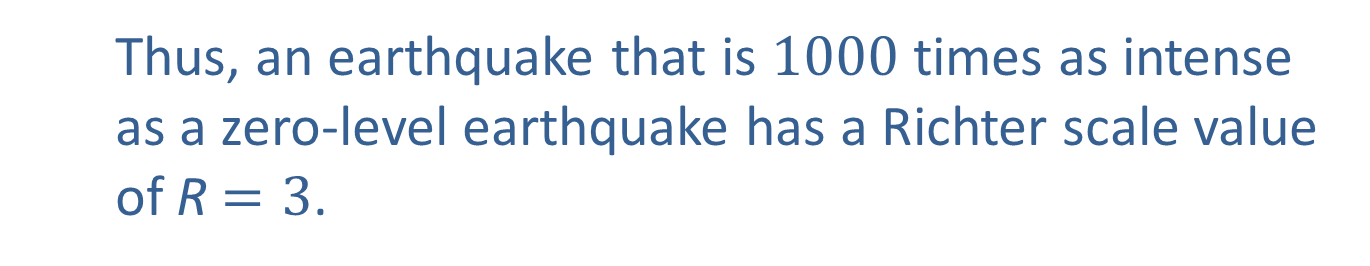 Thus, an earthquake that is 1000 times as intense
as a zero-level earthquake has a Richter scale value
of R = 3.